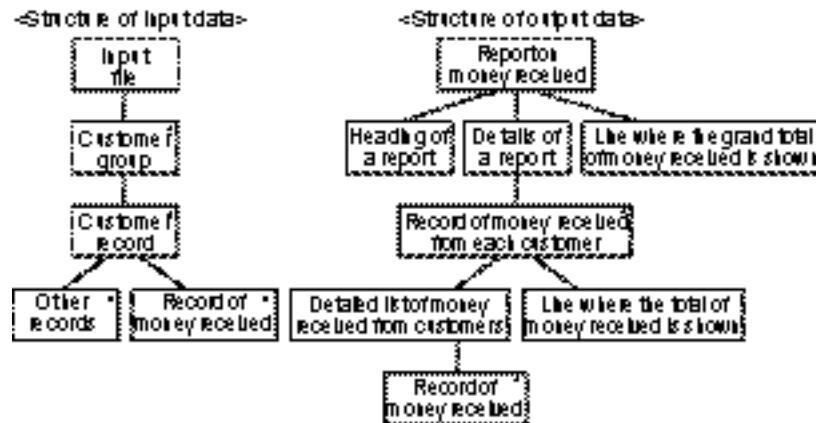 <Structure of input data>
Input
file
Customer
group
Customer
record
Other
records
Record of
money received
<Structure of output data>
Report on
money received
Heading of
a report
Details of
a report
Line where the grand total
of money received is shown
Record of money received
from each customer
Detailed list of money
received from customers
Line where the total of
money received is shown
Record of
money received